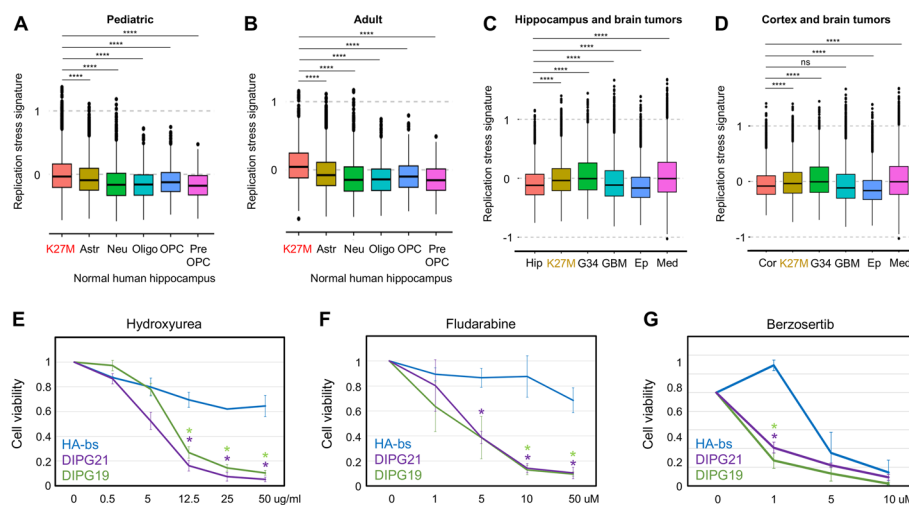 A
Pediatric
****
****
****
****
****
Replication stress signature
1
0
K27M Astr Neu Oligo OPC Pre OPC
Normal human hippocampus
B
Adult
****
****
****
****
****
Replication stress signature
1
0
K27M Astr Neu Oligo OPC Pre OPC
Normal human hippocampus
C
Hippocampus and brain tumors
****
****
****
****
****
Replication stress signature
1
0
-1
Hip K27M G34 GBM Ep Med
D
Cortex and brain tumors
****
****
ns
****
****
Replication stress signature
1
0
-1
Cor K27M G34 GBM Ep Med
E
Hydroxyurea
Cell viability
1
0.8
0.6
0.4
0.2
0
HA-bs
DIPG21
DIPG19
* * *
* * *
0 0.5 5 12.5 25 50 ug/ml
F
Fludarabine
Cell viability
1
0.8
0.6
0.4
0.2
0
HA-bs
DIPG21
DIPG19
* * *
* *
0 1 5 10 50 uM
G
Berzosertib
Cell viability
1
0.8
0.6
0.4
0.2
0
HA-bs
DIPG21
DIPG19
*
*
0 1 5 10 uM